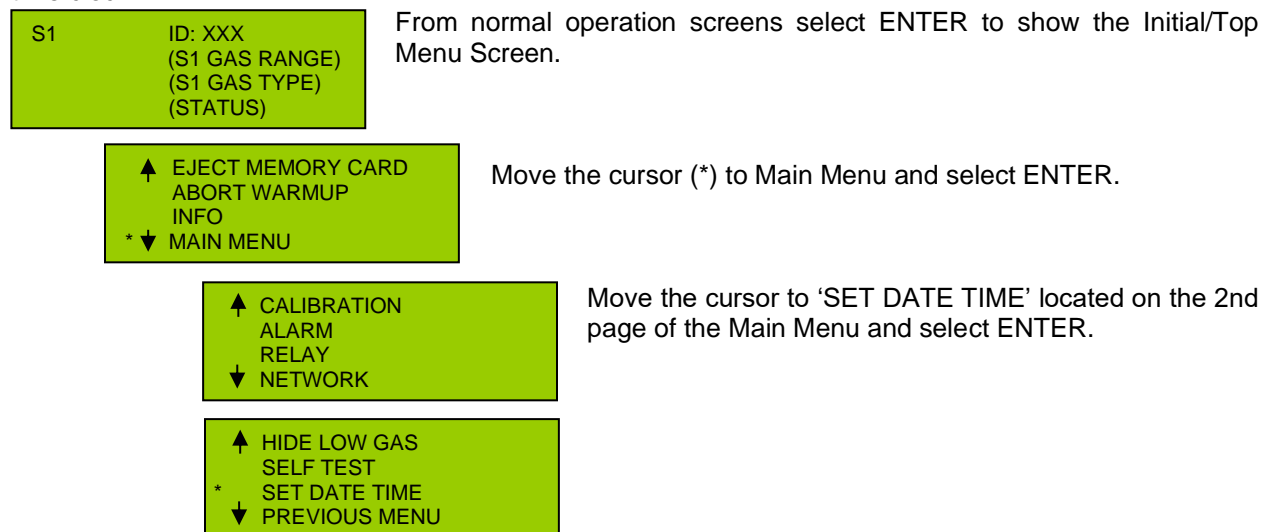 S1 ID: XXX
(S1 GAS RANGE)
(S1 GAS TYPE)
(STATUS)
From normal operation screens select ENTER to show the Initial/Top
Menu Screen.
EJECT MEMORY CARD
ABORT WARMUP
INFO
* MAIN MENU
Move the cursor (*) to Main Menu and select ENTER.
CALIBRATION
ALARM
RELAY
NETWORK
Move the cursor to ‘SET DATE TIME’ located on the 2nd
page of the Main Menu and select ENTER.
HIDE LOW GAS
SELF TEST
* SET DATE TIME
PREVIOUS MENU